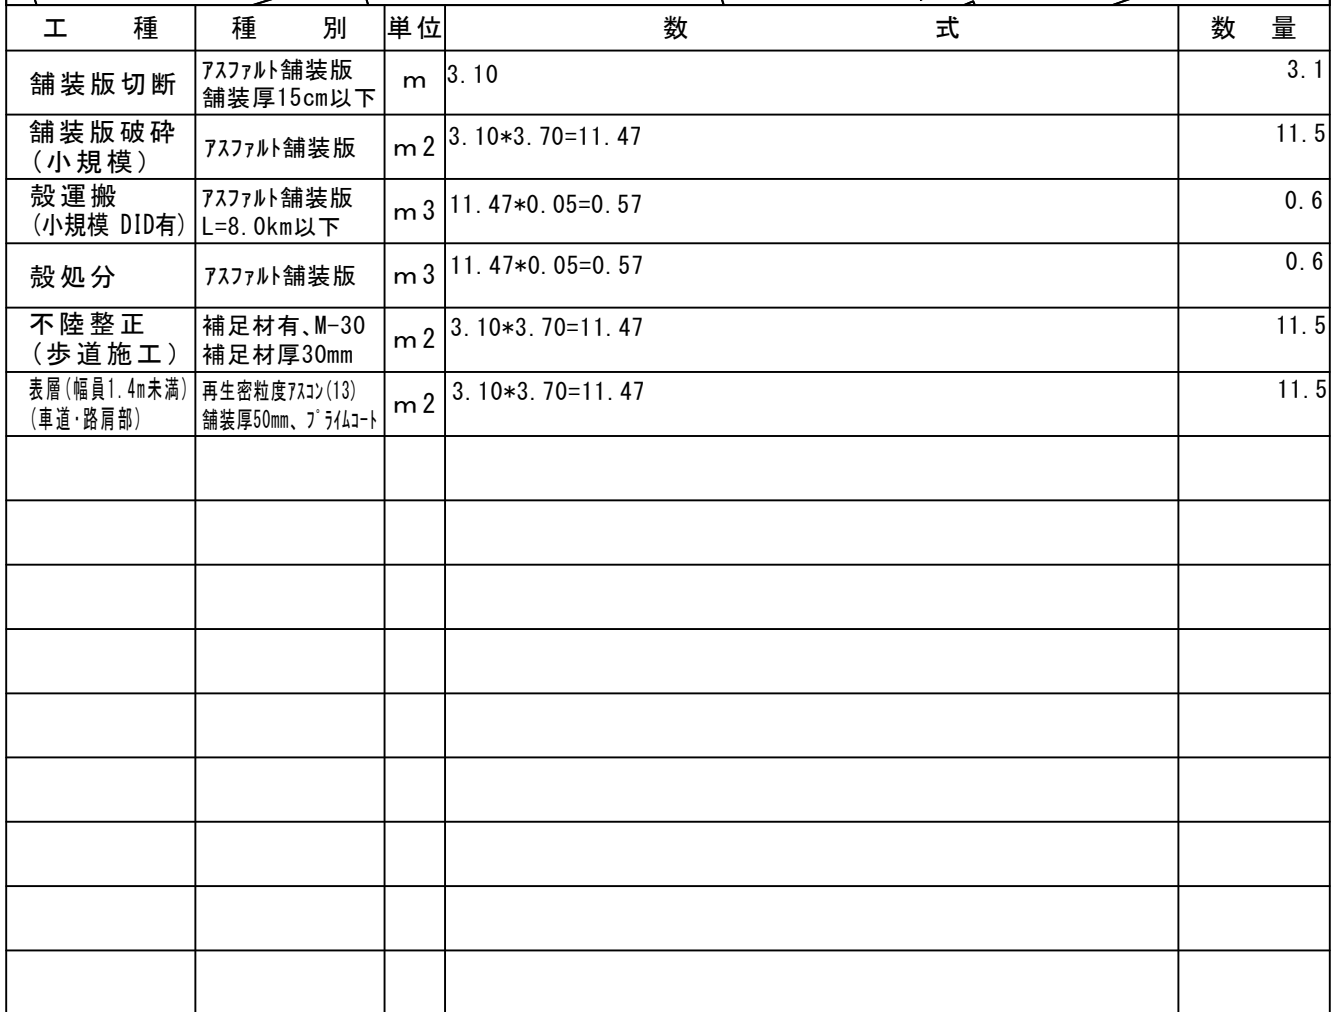 工 種 種 別 単位 数 式 数 量
舗装版切断 ｱｽﾌｧﾙﾄ舗装版 m 3.10 3.1
舗装厚15cm以下
舗装版破砕 ｱｽﾌｧﾙﾄ舗装版 m2 3.10*3.70=11.47 11.5
(小規模)
殻運搬 ｱｽﾌｧﾙﾄ舗装版 m3 11.47*0.05=0.57 0.6
(小規模 DID有) L=8.0km以下
殻処分 ｱｽﾌｧﾙﾄ舗装版 m3 11.47*0.05=0.57 0.6
不陸整正 補足材有、M-30 m2 3.10*3.70=11.47 11.5
(歩道施工) 補足材厚30mm
表層(幅員1.4m未満) 再生密粒度ｱｽｺﾝ(13) m2 3.10*3.70=11.47 11.5
(車道･路肩部) 舗装厚50mm、ﾌﾟﾗｲﾑｺｰﾄ